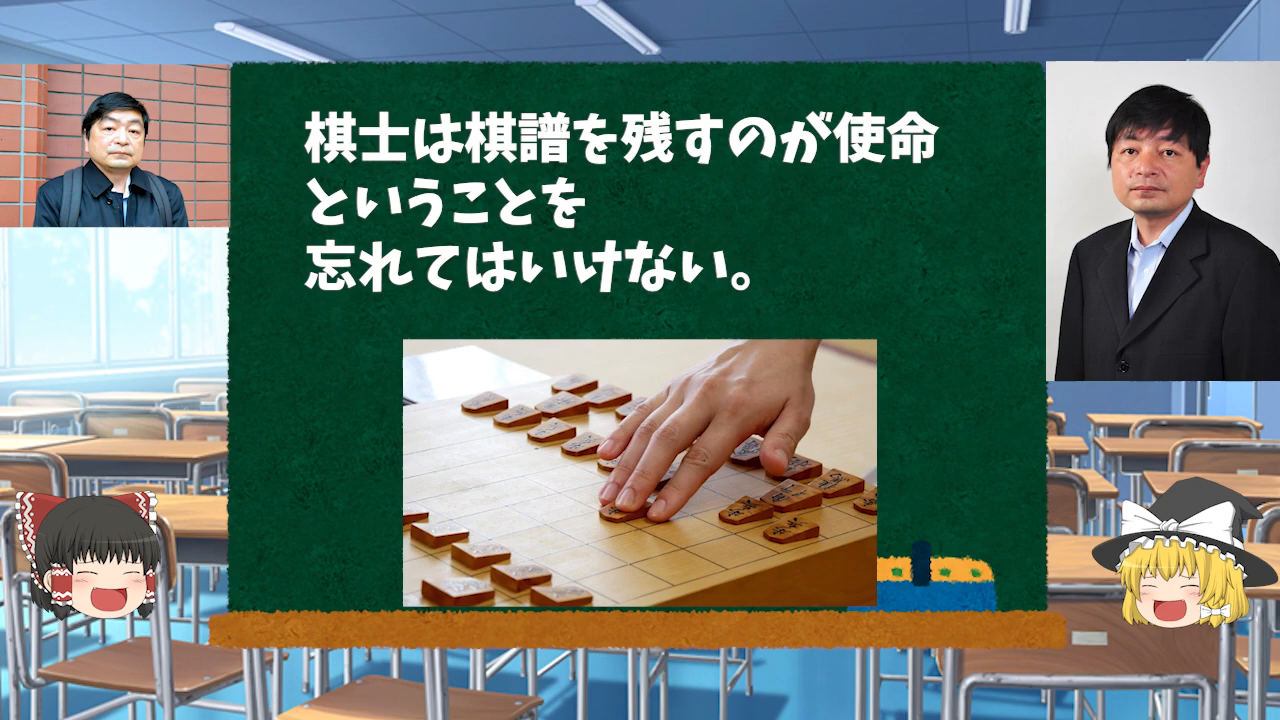 棋士は棋譜を残すのが使命
ということを
忘れてはいけない。